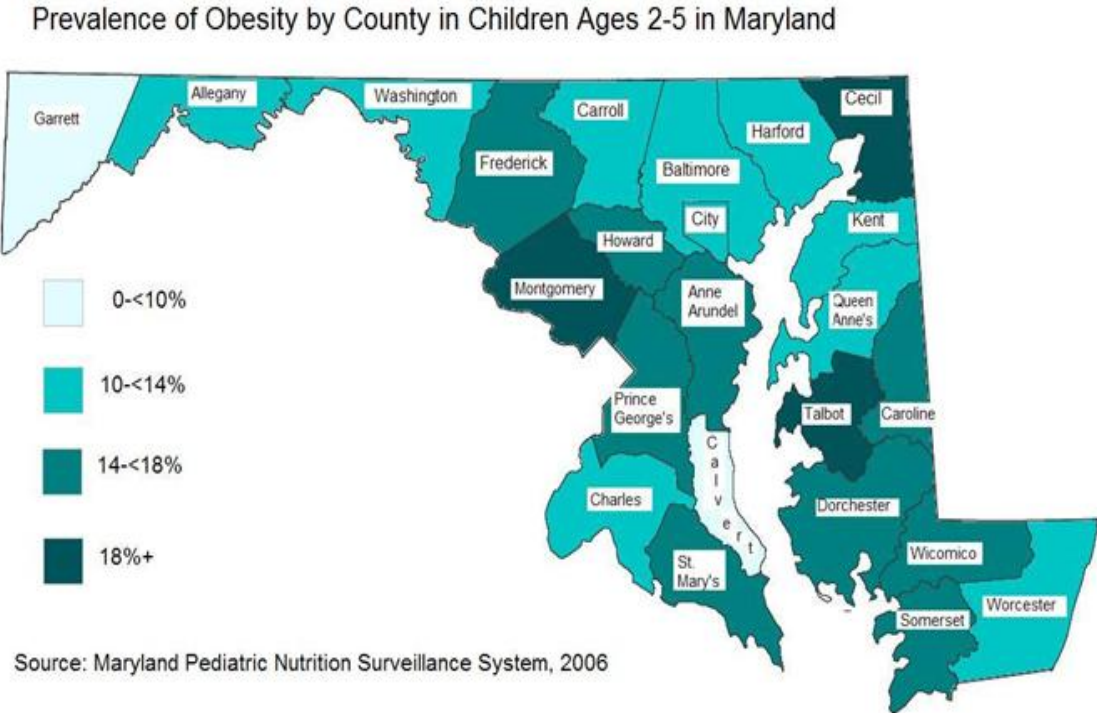 Prevalence of Obesity by County in Children Ages 2-5 in Maryland
Garrett
Allegany
Washington
Frederick
Carroll
Baltimore
City
Harford
Cecil
Kent
Howard
Montgomery
Anne
Arundel
Queen
Anne's
Prince
George's
Talbot
Caroline
Calvert
Charles
St.
Mary's
Dorchester
Wicomico
Somerset
Worcester
0-<10%
10-<14%
14-<18%
18%+
Source: Maryland Pediatric Nutrition Surveillance System, 2006